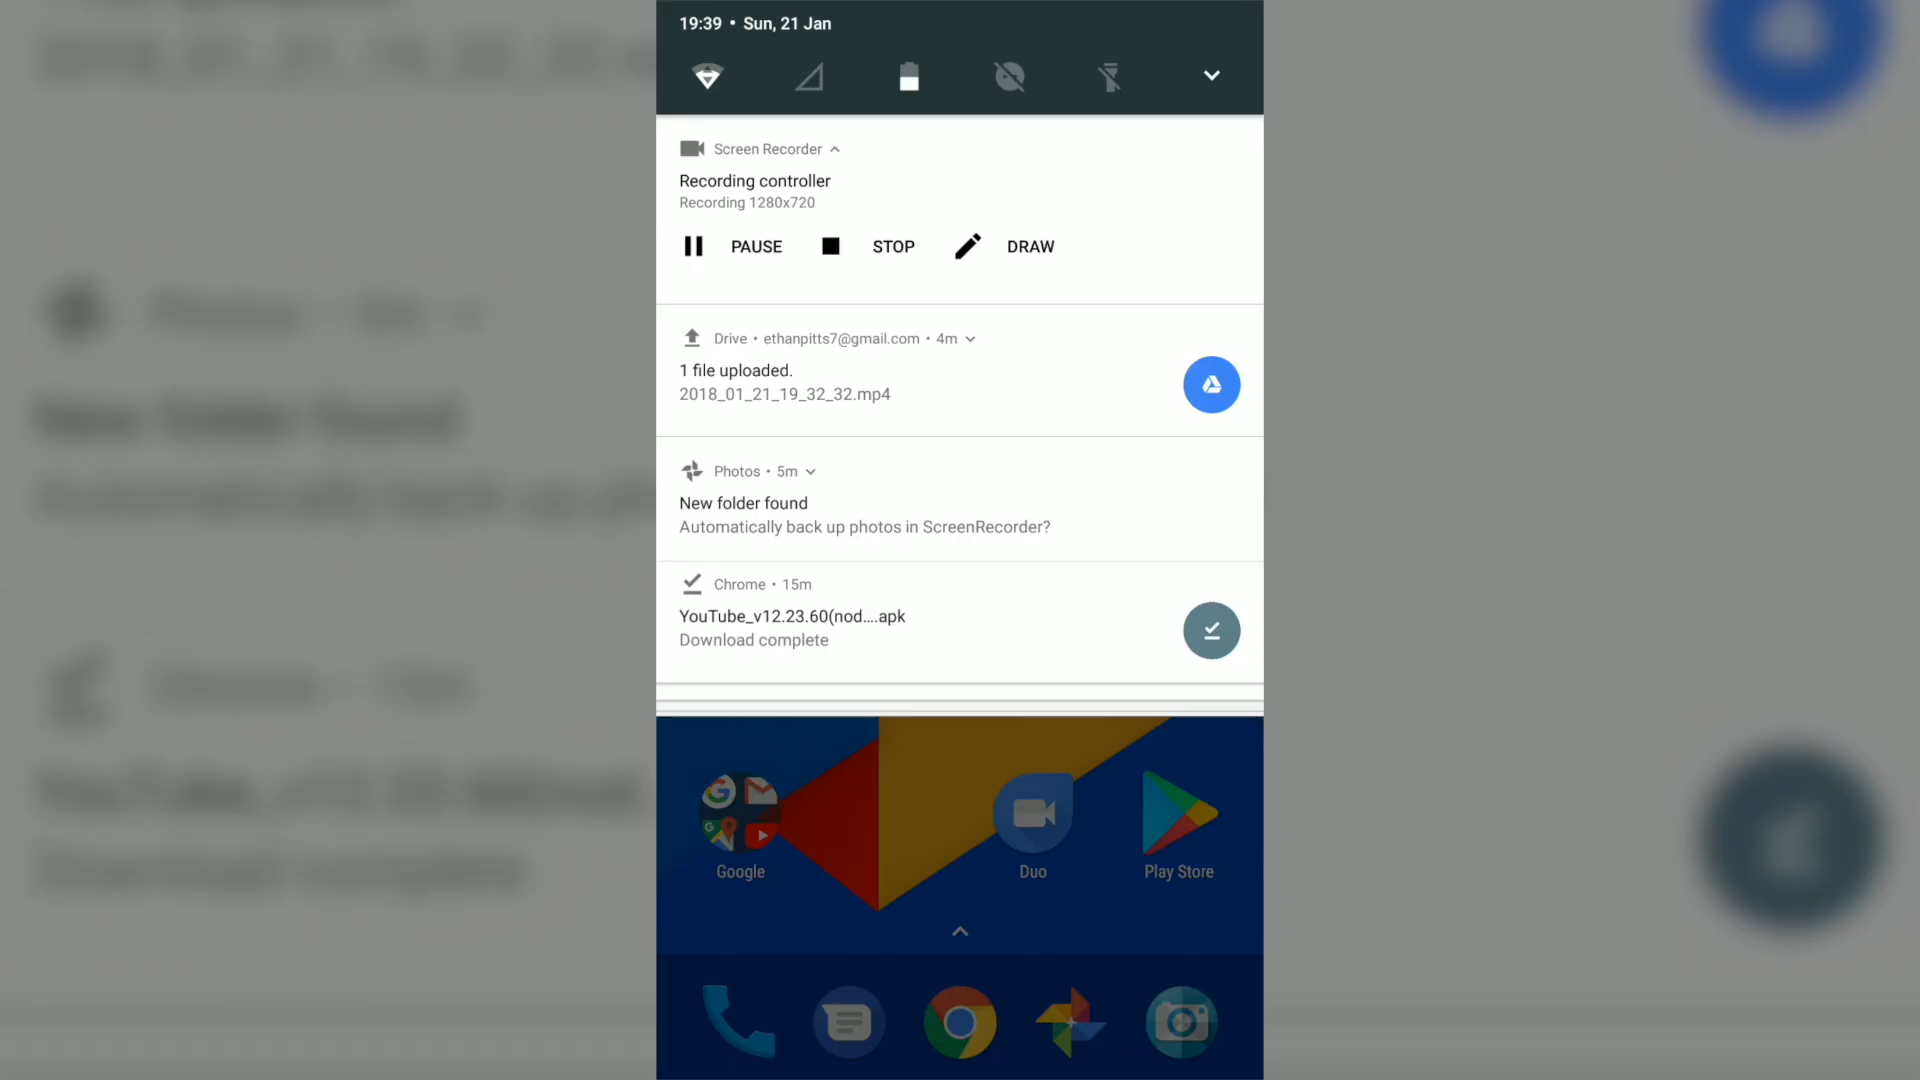 19:39 • Sun, 21 Jan
Screen Recorder
Recording controller
Recording 1280x720
PAUSE STOP DRAW
Drive • ethanpitts7@gmail.com • 4m
1 file uploaded.
2018_01_21_19_32_32.mp4
Photos • 5m
New folder found
Automatically back up photos in ScreenRecorder?
Chrome • 15m
YouTube_v12.23.60(nod....apk
Download complete
Google Duo Play Store